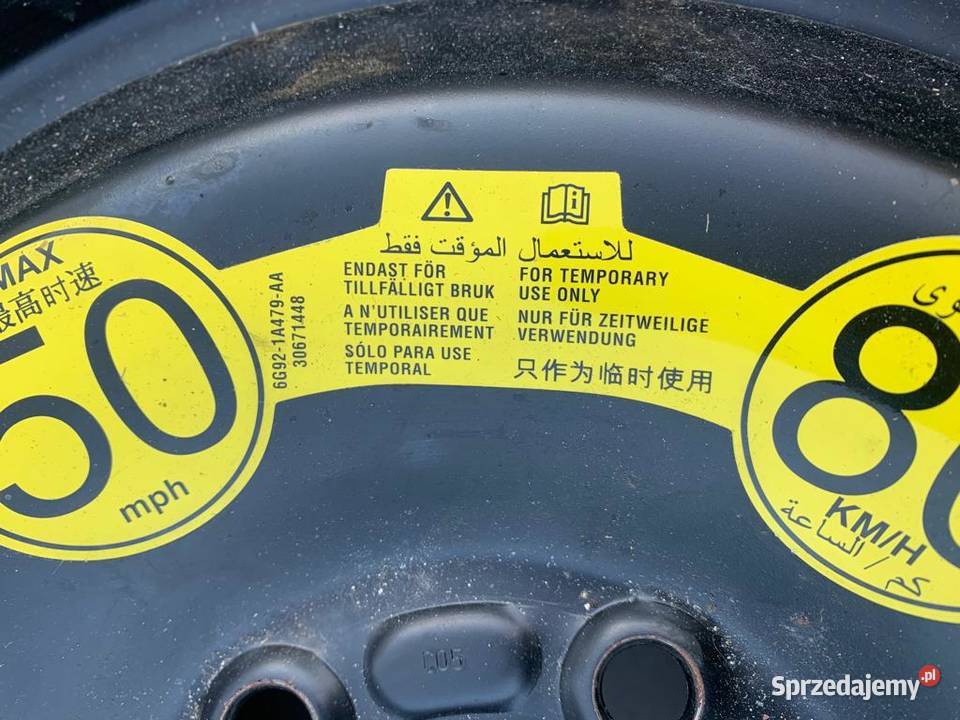 MAX
最高时速
50
mph
6G92-1A479-AA
30671448
للاستعمال المؤقت فقط
ENDAST FÖR
TILLFÄLLIGT BRUK
A N'UTILISER QUE
TEMPORAIREMENT
SÓLO PARA USE
TEMPORAL
FOR TEMPORARY
USE ONLY
NUR FÜR ZEITWEILIGE
VERWENDUNG
只作为临时使用
80
KM/H
كم/الساعة
C05
Sprzedajemy.pl